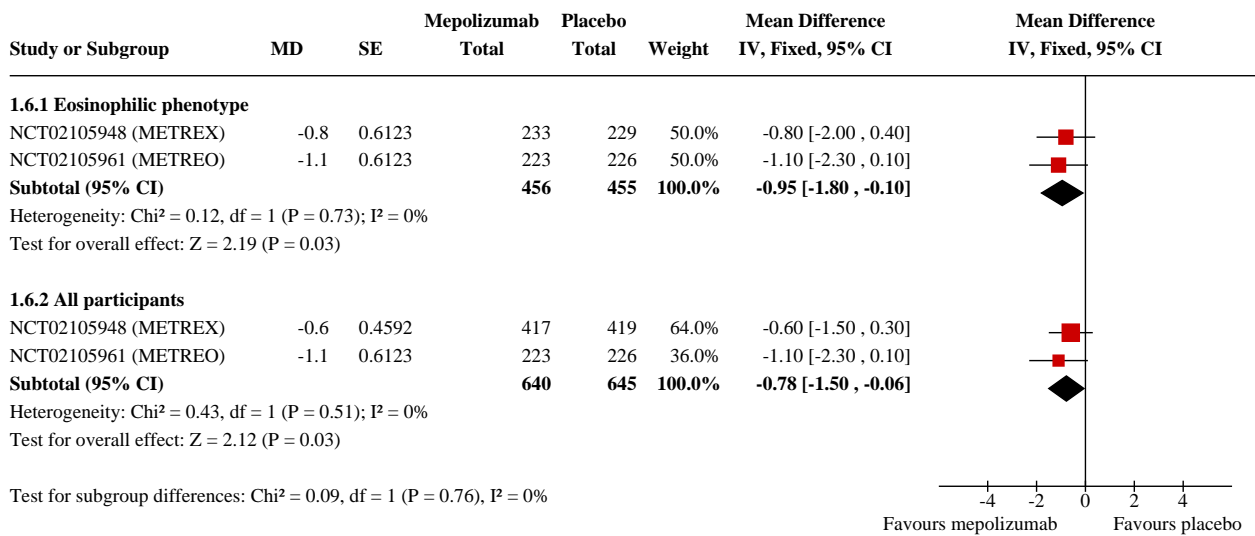 Mepolizumab Placebo Mean Difference Mean Difference
Study or Subgroup MD SE Total Total Weight IV, Fixed, 95% CI IV, Fixed, 95% CI
1.6.1 Eosinophilic phenotype
NCT02105948 (METREX) -0.8 0.6123 233 229 50.0% -0.80 [-2.00 , 0.40]
NCT02105961 (METREO) -1.1 0.6123 223 226 50.0% -1.10 [-2.30 , 0.10]
Subtotal (95% CI) 456 455 100.0% -0.95 [-1.80 , -0.10]
Heterogeneity: Chi² = 0.12, df = 1 (P = 0.73); I² = 0%
Test for overall effect: Z = 2.19 (P = 0.03)
1.6.2 All participants
NCT02105948 (METREX) -0.6 0.4592 417 419 64.0% -0.60 [-1.50 , 0.30]
NCT02105961 (METREO) -1.1 0.6123 223 226 36.0% -1.10 [-2.30 , 0.10]
Subtotal (95% CI) 640 645 100.0% -0.78 [-1.50 , -0.06]
Heterogeneity: Chi² = 0.43, df = 1 (P = 0.51); I² = 0%
Test for overall effect: Z = 2.12 (P = 0.03)
Test for subgroup differences: Chi² = 0.09, df = 1 (P = 0.76), I² = 0%
-4 -2 0 2 4
Favours mepolizumab Favours placebo